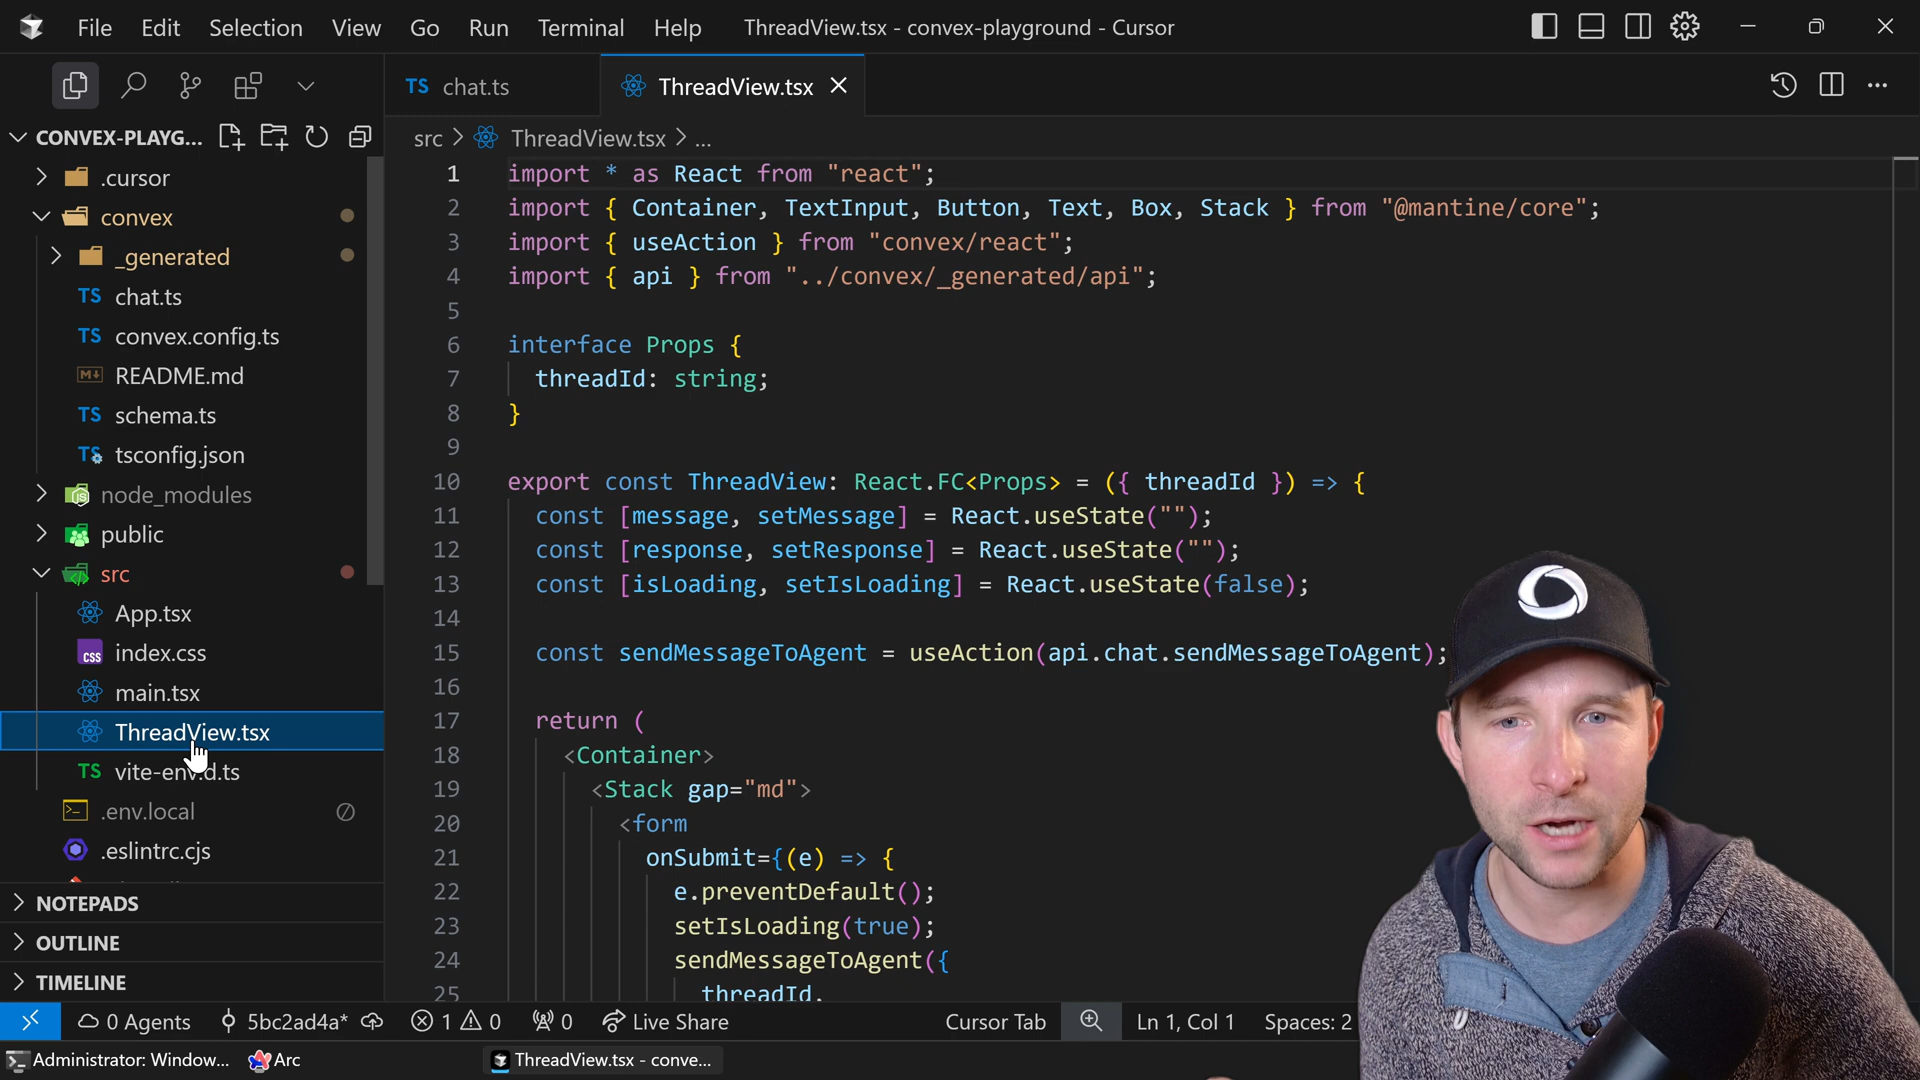 File Edit Selection View Go Run Terminal Help ThreadView.tsx - convex-playground - Cursor
TS chat.ts
ThreadView.tsx
CONVEX-PLAYG...
src > ThreadView.tsx > ...
.cursor
convex
_generated
TS chat.ts
TS convex.config.ts
README.md
TS schema.ts
TS tsconfig.json
node_modules
public
src
App.tsx
css index.css
main.tsx
ThreadView.tsx
TS vite-env.d.ts
.env.local
.eslintrc.cjs
NOTEPADS
OUTLINE
TIMELINE
1 import * as React from "react";
2 import { Container, TextInput, Button, Text, Box, Stack } from "@mantine/core";
3 import { useAction } from "convex/react";
4 import { api } from "../convex/_generated/api";
5
6 interface Props {
7 threadId: string;
8 }
9
10 export const ThreadView: React.FC<Props> = ({ threadId }) => {
11 const [message, setMessage] = React.useState("");
12 const [response, setResponse] = React.useState("");
13 const [isLoading, setIsLoading] = React.useState(false);
14
15 const sendMessageToAgent = useAction(api.chat.sendMessageToAgent);
16
17 return (
18 <Container>
19 <Stack gap="md">
20 <form
21 onSubmit={(e) => {
22 e.preventDefault();
23 setIsLoading(true);
24 sendMessageToAgent({
25 threadId,
0 Agents 5bc2ad4a* 1 0 0 Live Share Cursor Tab Ln 1, Col 1 Spaces: 2
Administrator: Window... Arc ThreadView.tsx - conve...